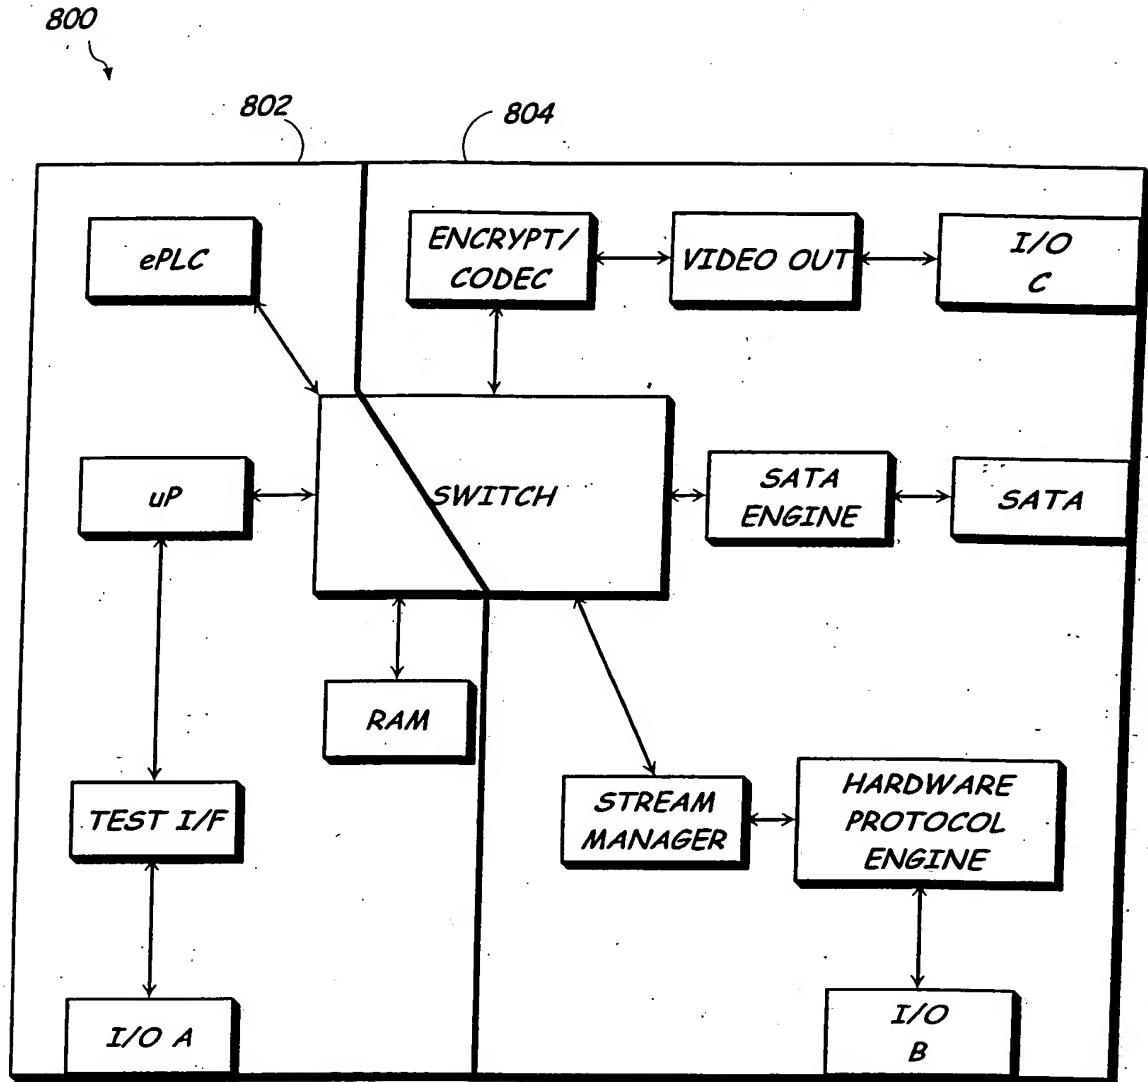 800
802
804
ePLC
ENCRYPT/
CODEC
VIDEO OUT
I/O
C
uP
SWITCH
SATA
ENGINE
SATA
RAM
TEST I/F
STREAM
MANAGER
HARDWARE
PROTOCOL
ENGINE
I/O A
I/O
B